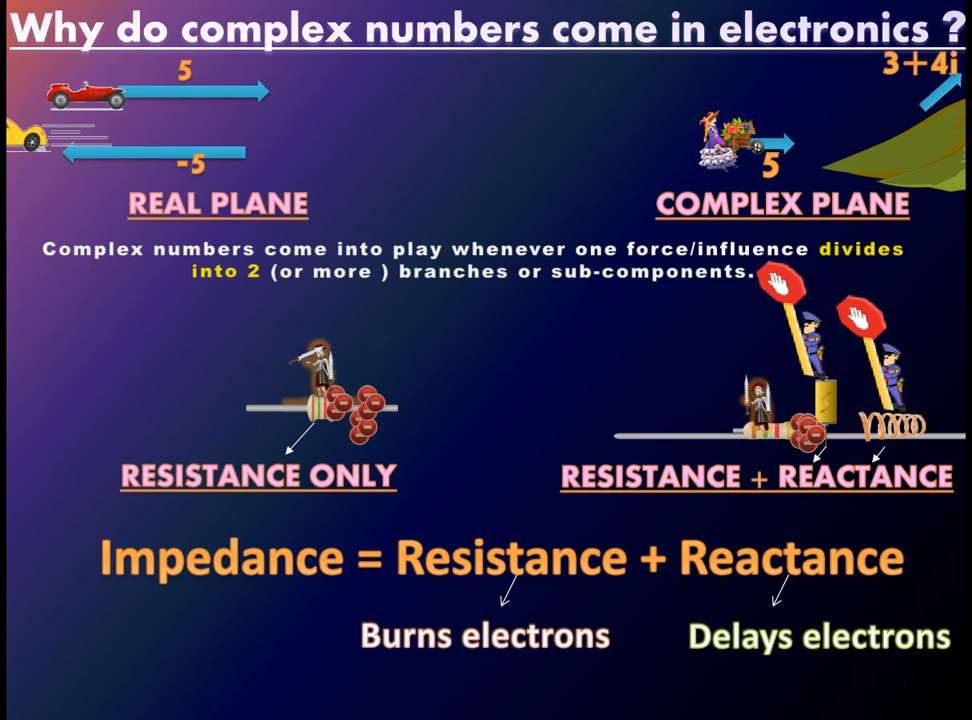 Why do complex numbers come in electronics ?
5
3+4i
-5
5
REAL PLANE
COMPLEX PLANE
Complex numbers come into play whenever one force/influence divides
into 2 (or more ) branches or sub-components.
RESISTANCE ONLY
RESISTANCE + REACTANCE
Impedance = Resistance + Reactance
Burns electrons
Delays electrons